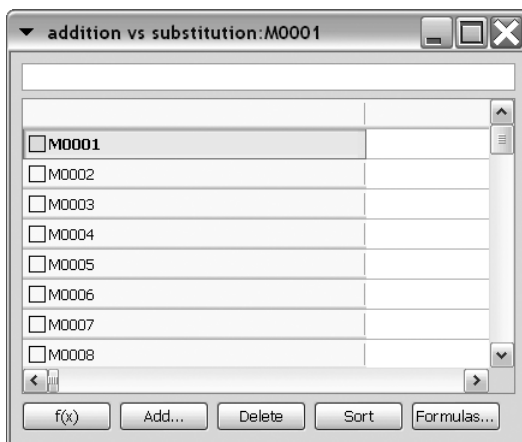 addition vs substitution:M0001
M0001
M0002
M0003
M0004
M0005
M0006
M0007
M0008
f(x) Add... Delete Sort Formulas...